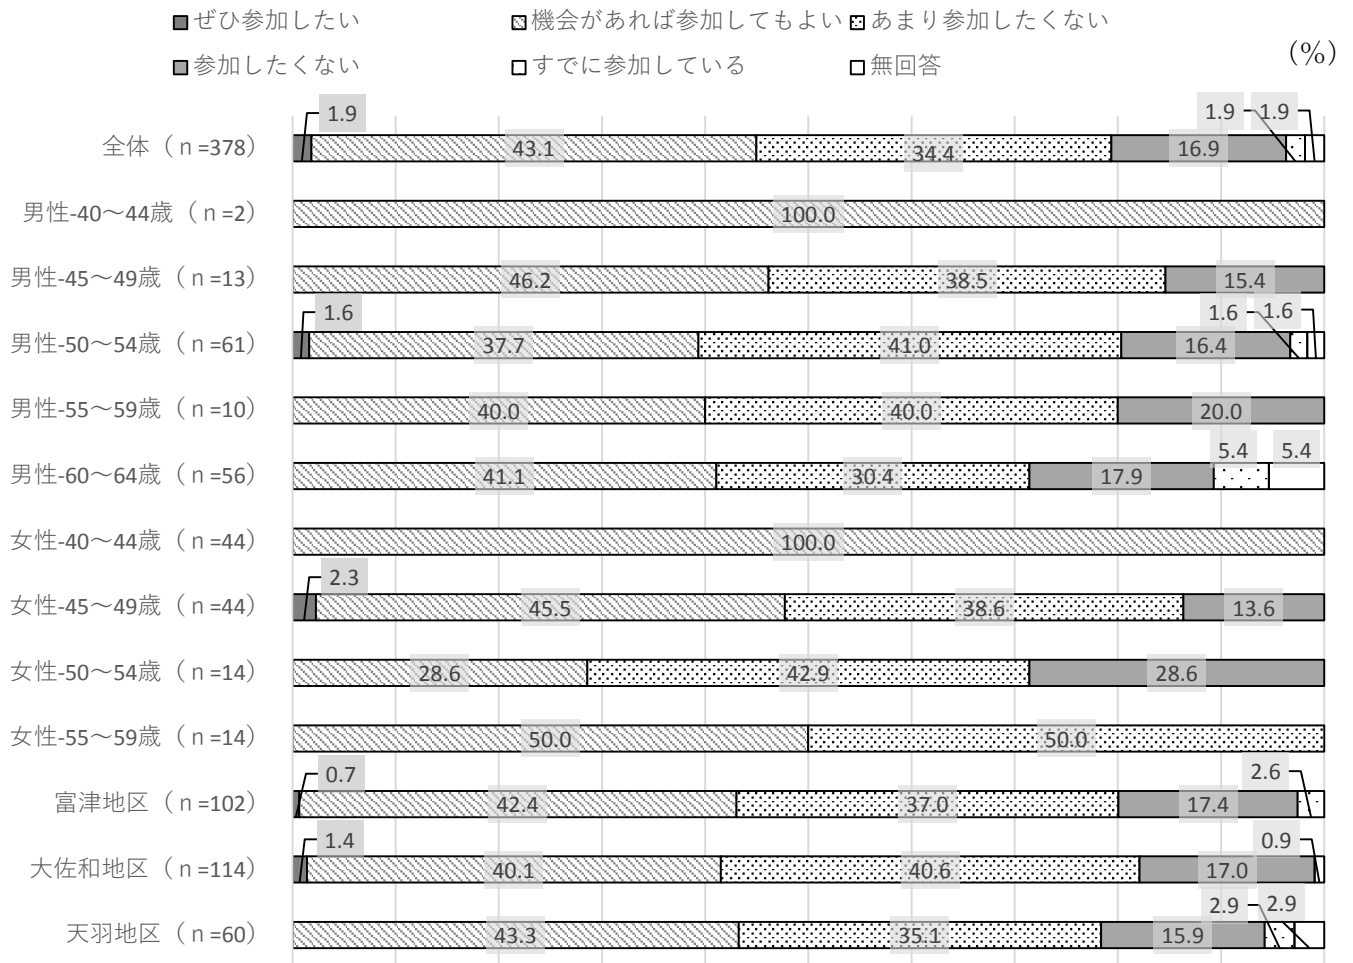 ぜひ参加したい 機会があれば参加してもよい あまり参加したくない
参加したくない すでに参加している 無回答
(%)
1.9 1.9 1.9
全体（ｎ=378） 43.1 34.4 16.9
男性-40～44歳（ｎ=2） 100.0
男性-45～49歳（ｎ=13） 46.2 38.5 15.4
1.6 1.6 1.6
男性-50～54歳（ｎ=61） 37.7 41.0 16.4
男性-55～59歳（ｎ=10） 40.0 40.0 20.0
5.4 5.4
男性-60～64歳（ｎ=56） 41.1 30.4 17.9
女性-40～44歳（ｎ=44） 100.0
2.3
女性-45～49歳（ｎ=44） 45.5 38.6 13.6
女性-50～54歳（ｎ=14） 28.6 42.9 28.6
女性-55～59歳（ｎ=14） 50.0 50.0
0.7 2.6
富津地区（ｎ=102） 42.4 37.0 17.4
1.4 0.9
大佐和地区（ｎ=114） 40.1 40.6 17.0
2.9 2.9
天羽地区（ｎ=60） 43.3 35.1 15.9